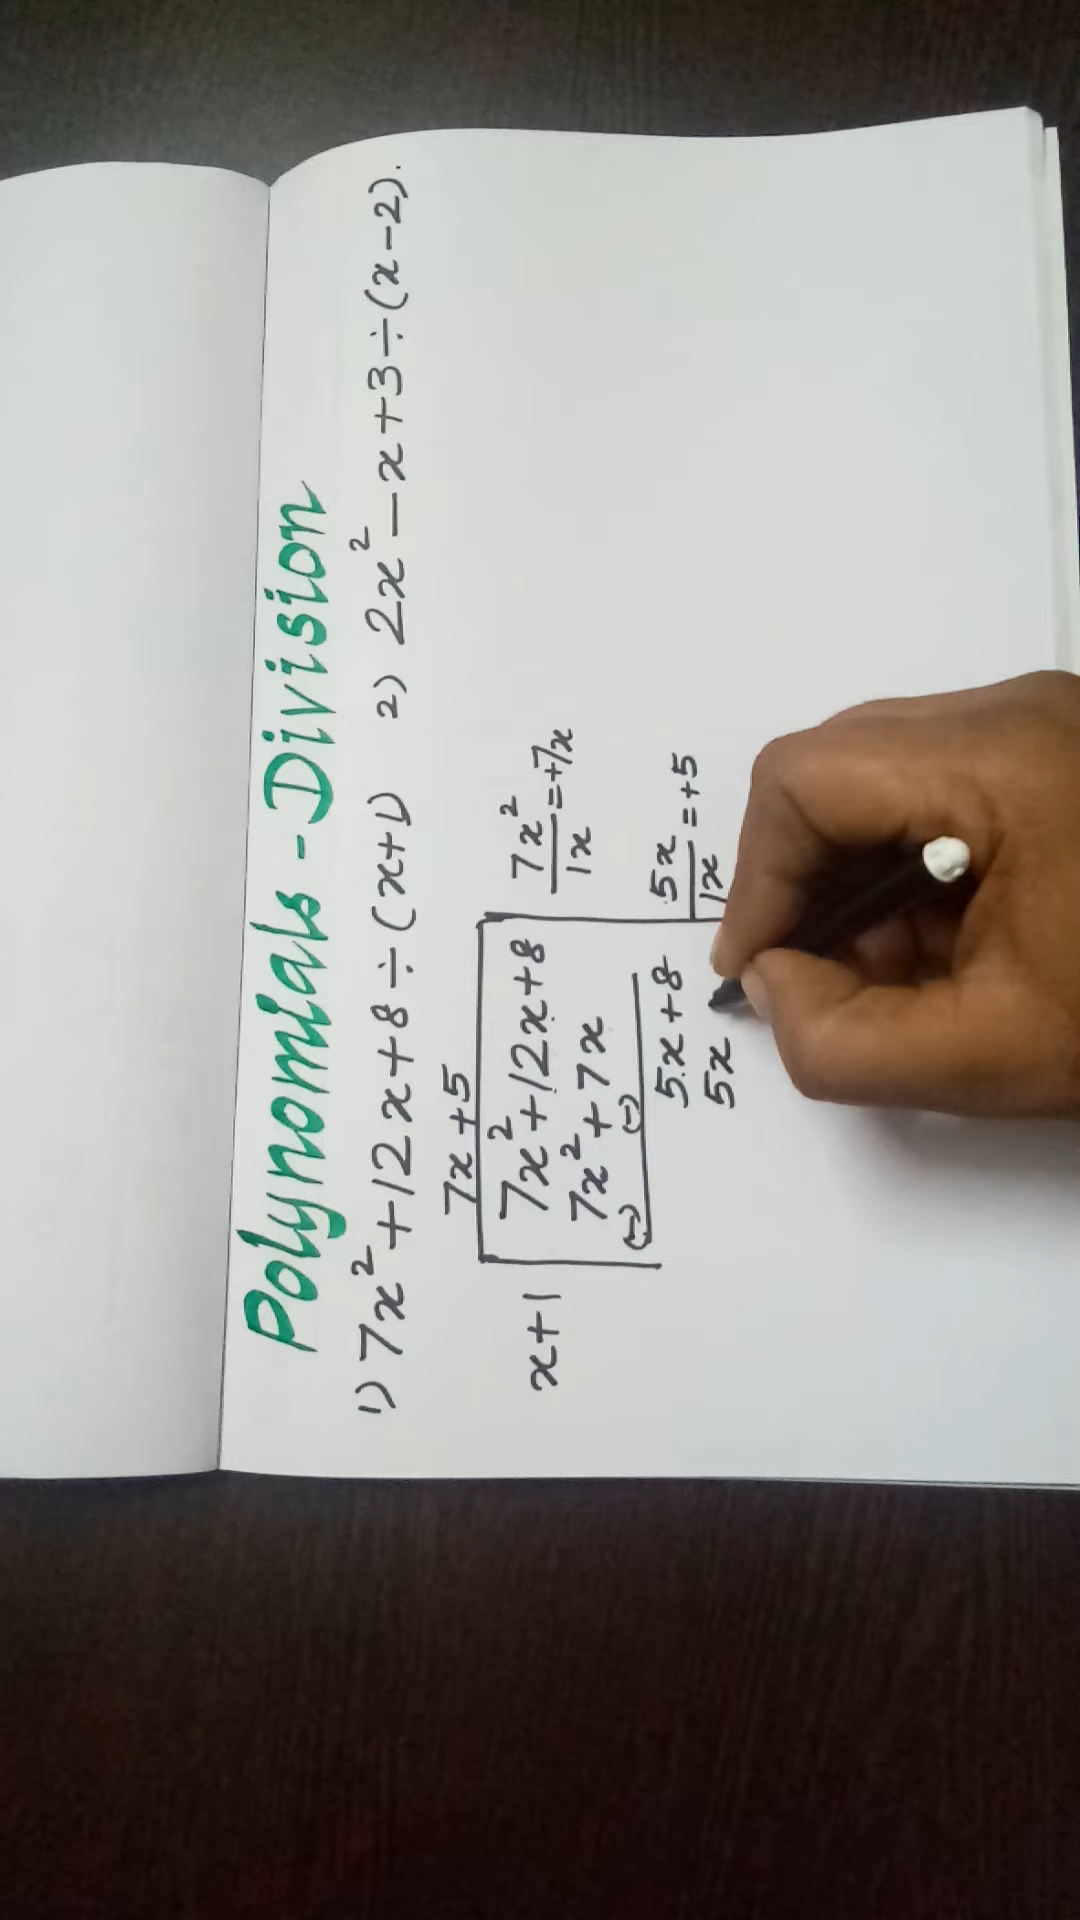 Polynomials - Division
1) 7x² + 12x + 8 ÷ (x+1) 2) 2x² - x + 3 ÷ (x-2).
7x + 5
x+1 7x² + 12x + 8 7x²/1x = +7x
7x² + 7x
(-) (-)
5x + 8 5x/1x = +5
5x